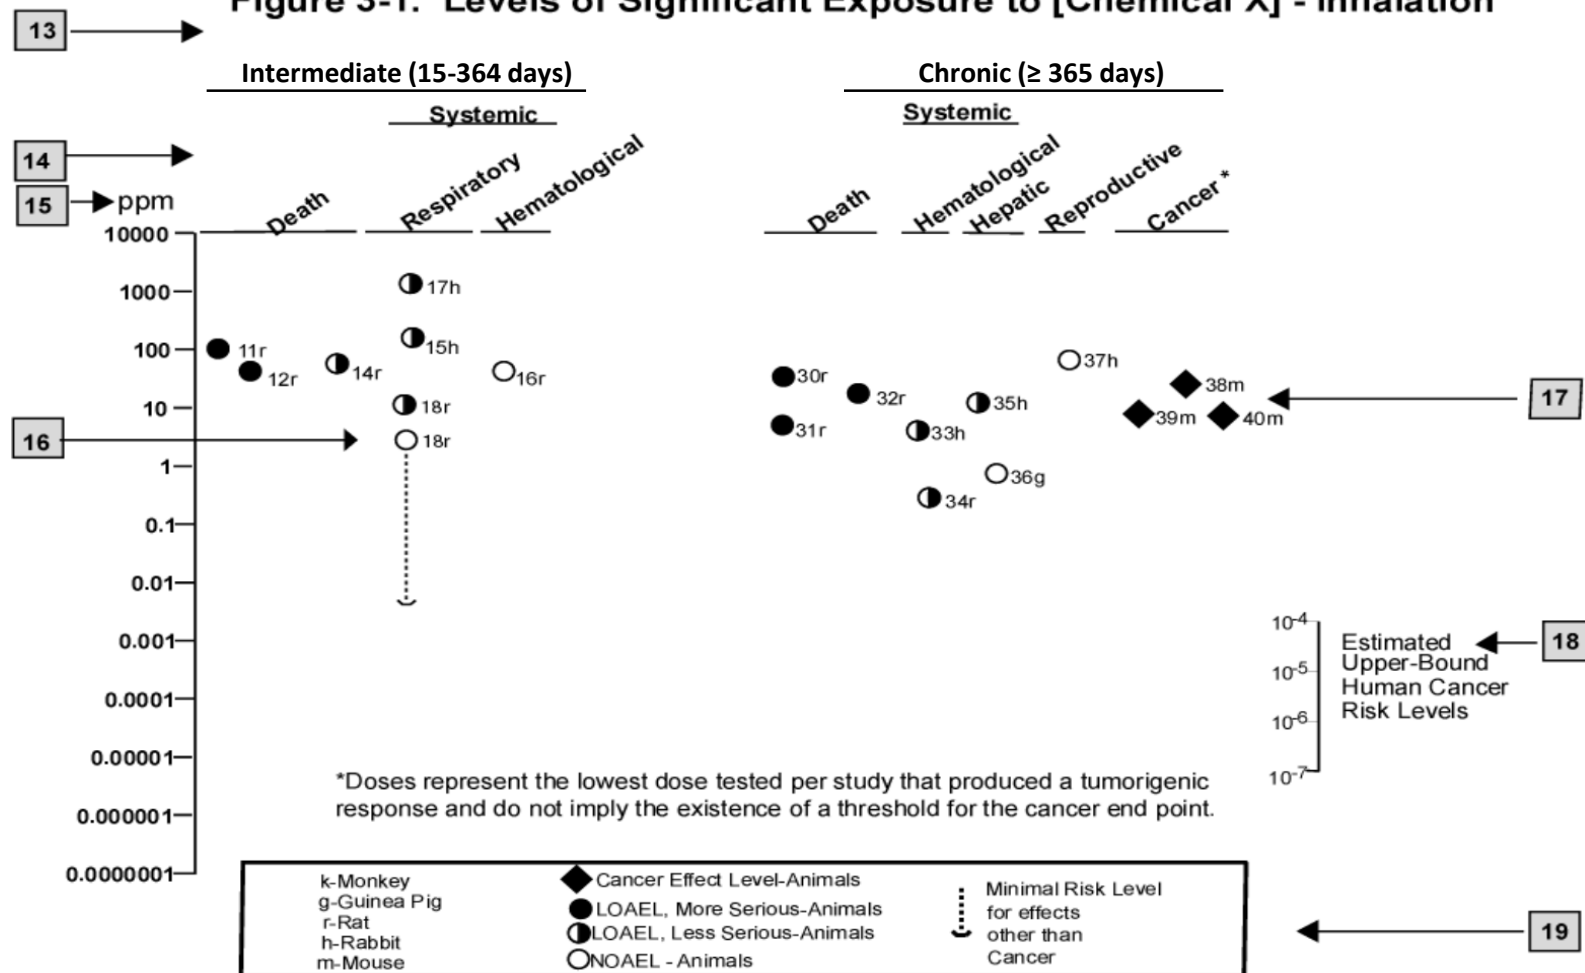 Figure 3-1. Levels of Significant Exposure to [Chemical X] - Inhalation
13
Intermediate (15-364 days)
Chronic (≥ 365 days)
Systemic
Systemic
14
15
ppm
Death
Respiratory
Hematological
Death
Hematological
Hepatic
Reproductive
Cancer*
10000
1000
100
10
1
0.1
0.01
0.001
0.0001
0.00001
0.000001
0.0000001
17h
15h
11r
12r
14r
16r
18r
18r
16
30r
32r
31r
33h
34r
35h
36g
37h
38m
39m
40m
17
10-4
10-5
10-6
10-7
Estimated
Upper-Bound
Human Cancer
Risk Levels
18
*Doses represent the lowest dose tested per study that produced a tumorigenic
response and do not imply the existence of a threshold for the cancer end point.
k-Monkey
g-Guinea Pig
r-Rat
h-Rabbit
m-Mouse
Cancer Effect Level-Animals
LOAEL, More Serious-Animals
LOAEL, Less Serious-Animals
NOAEL - Animals
Minimal Risk Level
for effects
other than
Cancer
19